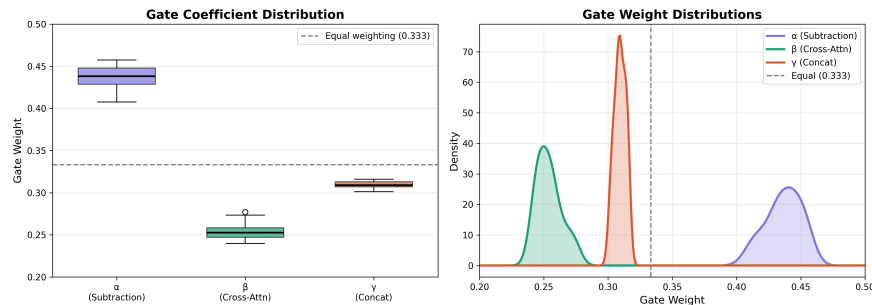 Gate Coefficient Distribution
Equal weighting (0.333)
Gate Weight
0.50
0.45
0.40
0.35
0.30
0.25
0.20
α
(Subtraction)
β
(Cross-Attn)
γ
(Concat)
Gate Weight Distributions
α (Subtraction)
β (Cross-Attn)
γ (Concat)
Equal (0.333)
Density
70
60
50
40
30
20
10
0
0.20
0.25
0.30
0.35
0.40
0.45
0.50
Gate Weight